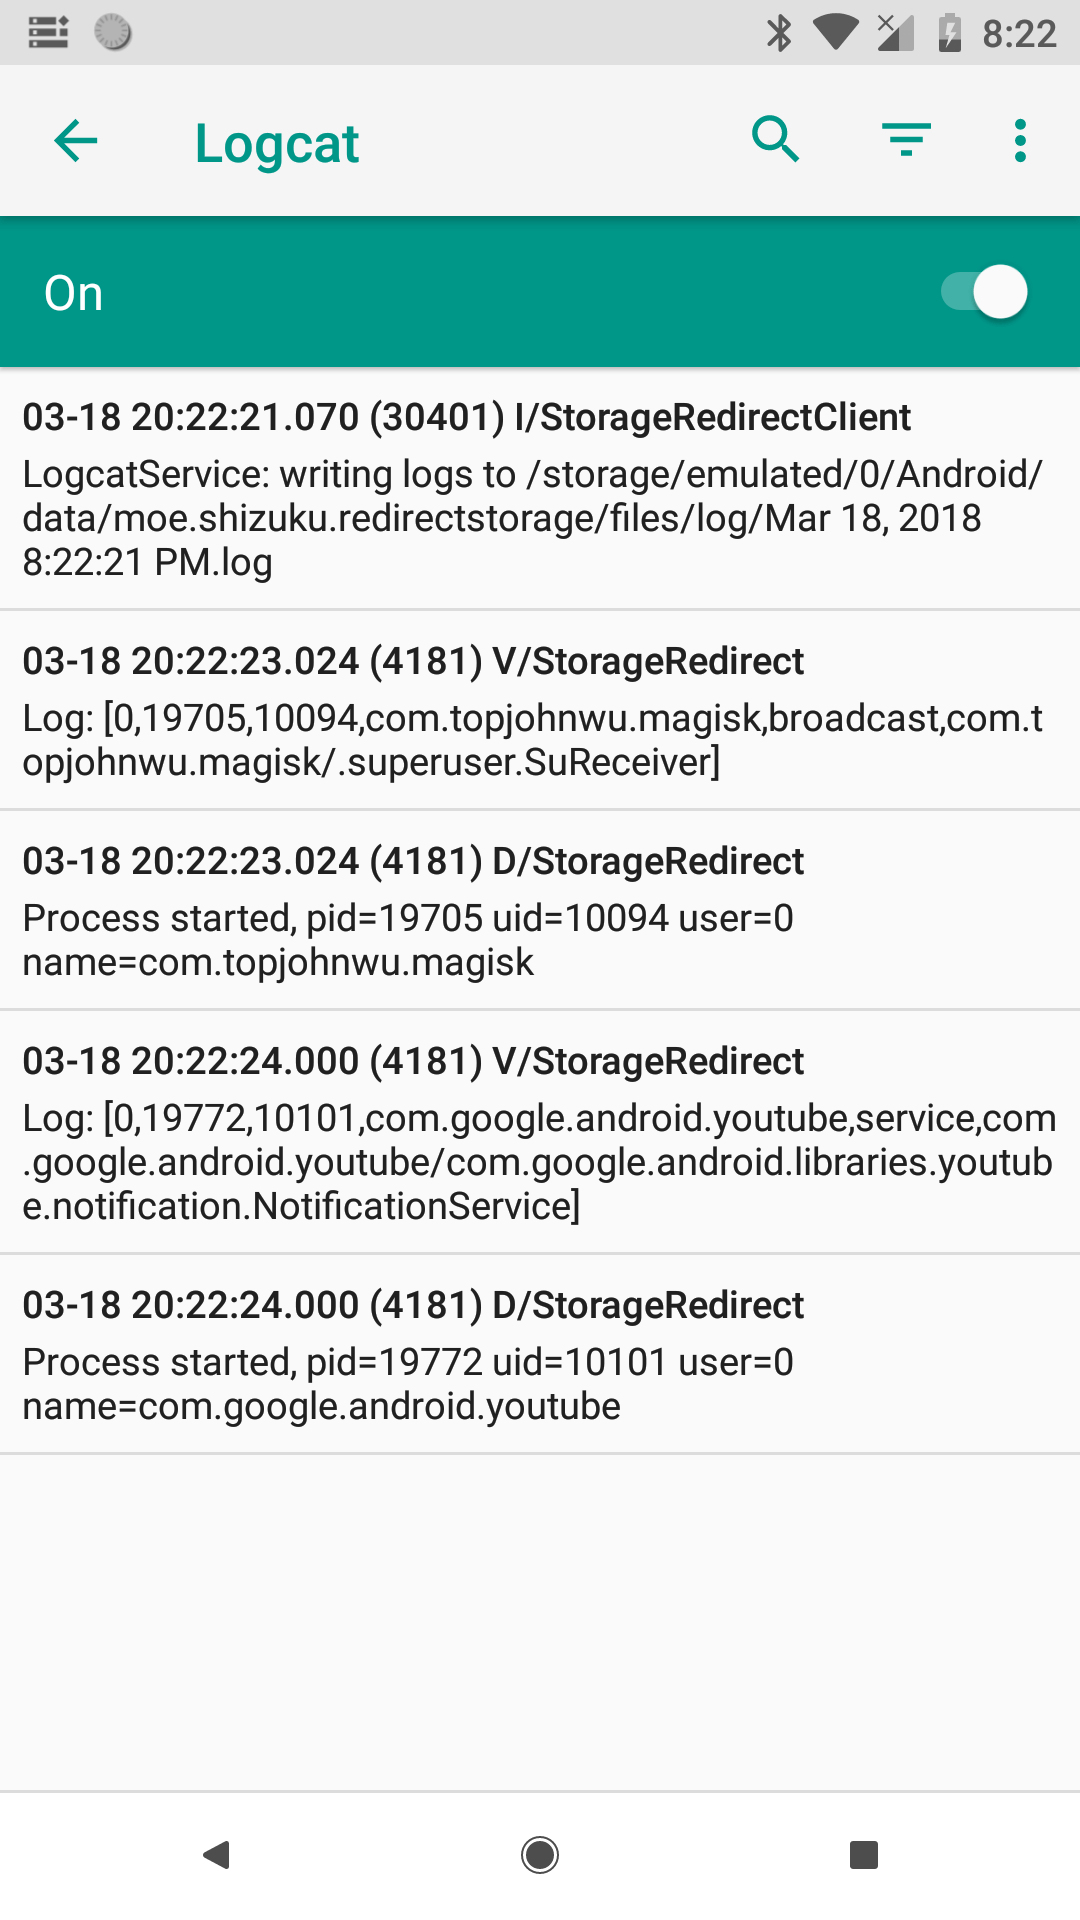 8:22
Logcat
On
03-18 20:22:21.070 (30401) I/StorageRedirectClient
LogcatService: writing logs to /storage/emulated/0/Android/
data/moe.shizuku.redirectstorage/files/log/Mar 18, 2018
8:22:21 PM.log
03-18 20:22:23.024 (4181) V/StorageRedirect
Log: [0,19705,10094,com.topjohnwu.magisk,broadcast,com.t
opjohnwu.magisk/.superuser.SuReceiver]
03-18 20:22:23.024 (4181) D/StorageRedirect
Process started, pid=19705 uid=10094 user=0
name=com.topjohnwu.magisk
03-18 20:22:24.000 (4181) V/StorageRedirect
Log: [0,19772,10101,com.google.android.youtube,service,com
.google.android.youtube/com.google.android.libraries.youtub
e.notification.NotificationService]
03-18 20:22:24.000 (4181) D/StorageRedirect
Process started, pid=19772 uid=10101 user=0
name=com.google.android.youtube